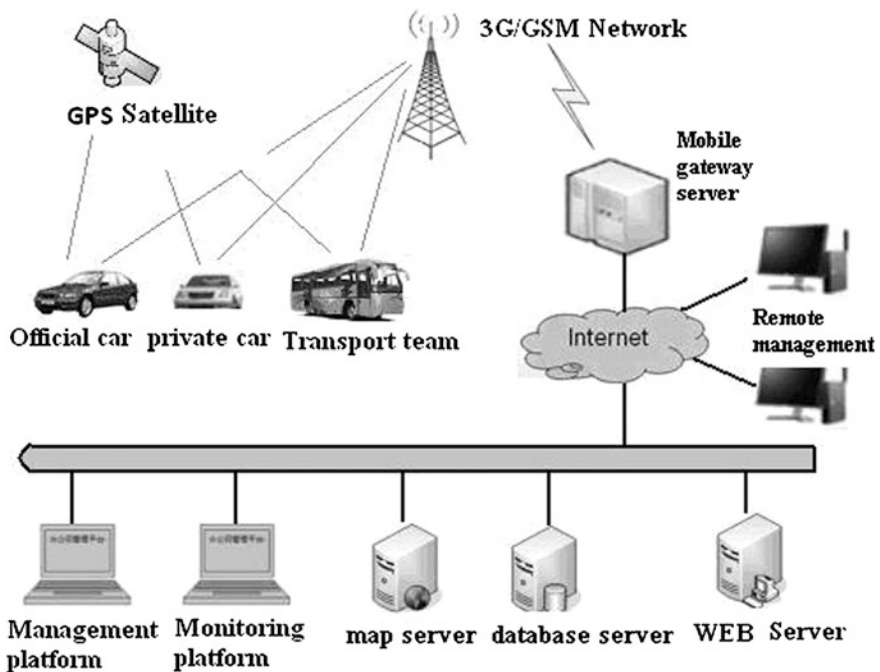 3G/GSM Network
GPS Satellite
Mobile
gateway
server
Official car
private car
Transport team
Internet
Remote
management
Management
platform
Monitoring
platform
map server
database server
WEB Server